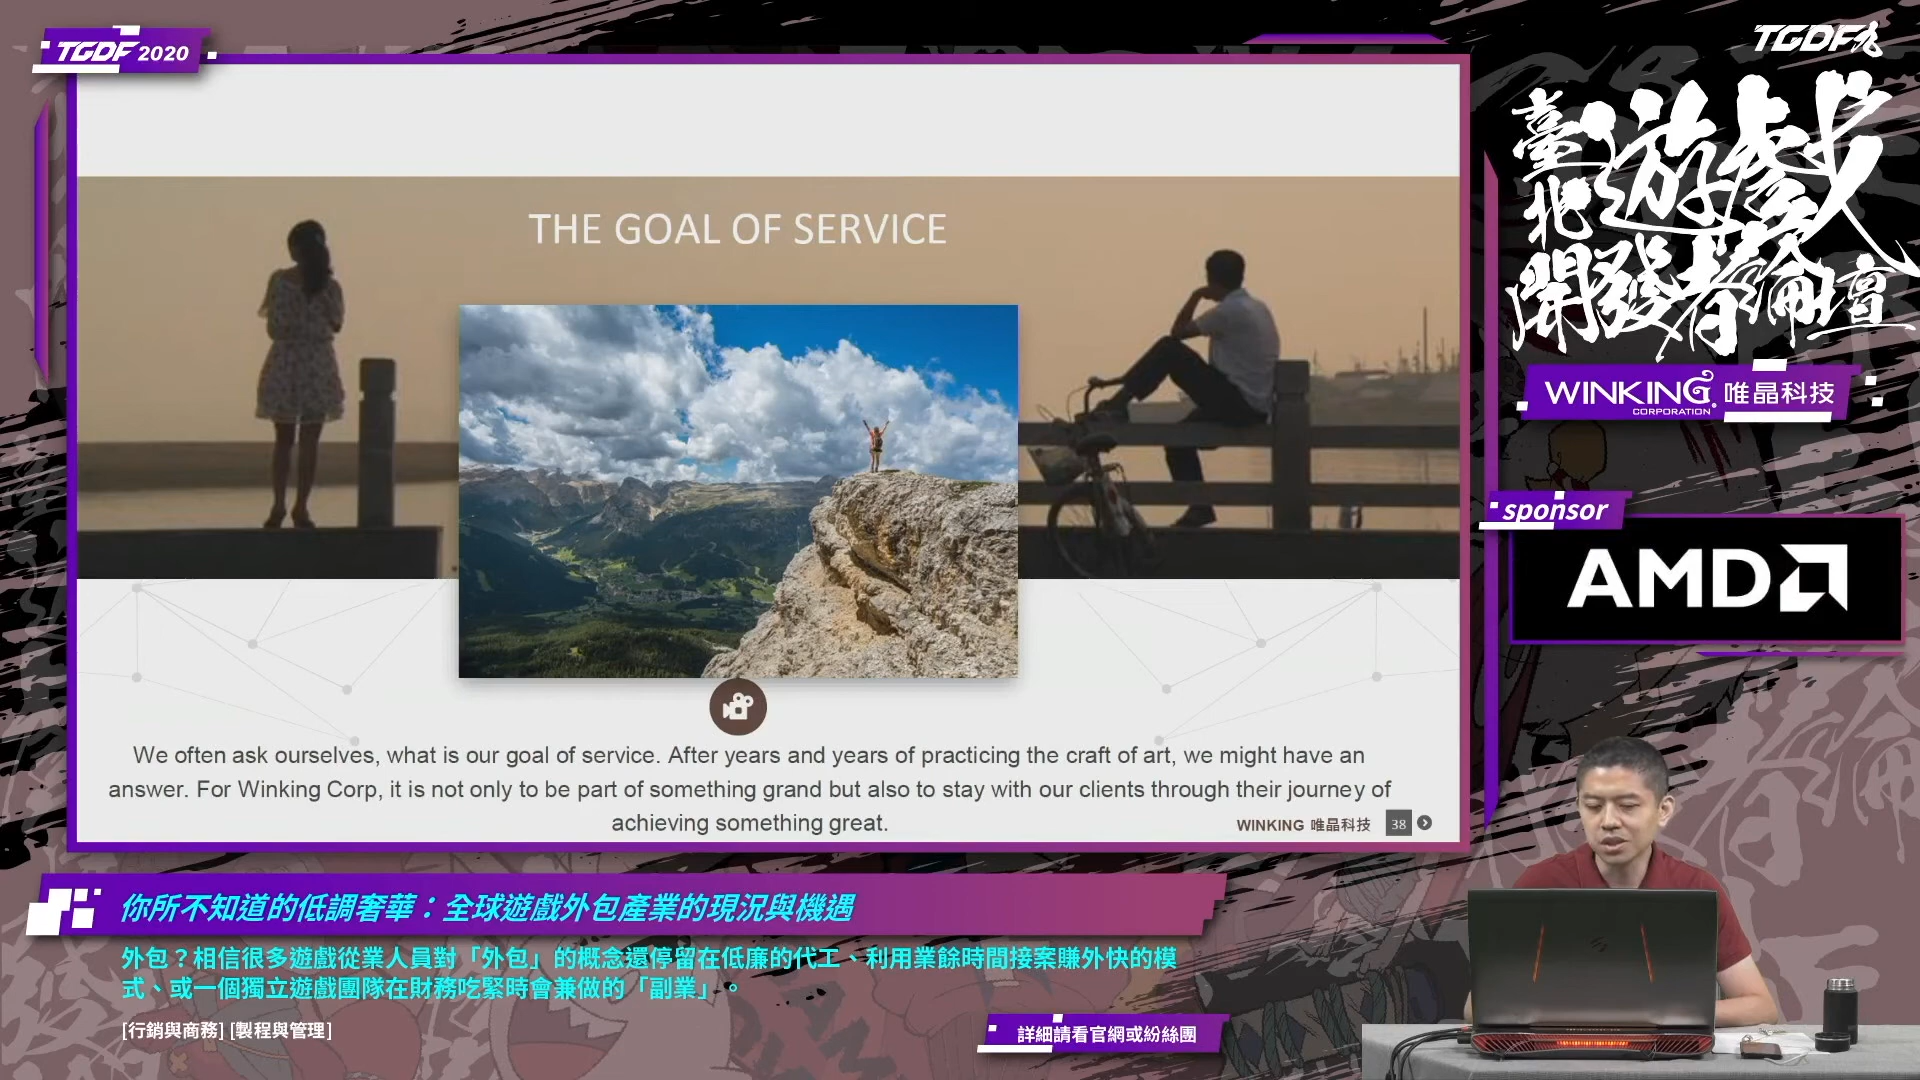 TGDF 2020
THE GOAL OF SERVICE
We often ask ourselves, what is our goal of service. After years and years of practicing the craft of art, we might have an
answer. For Winking Corp, it is not only to be part of something grand but also to stay with our clients through their journey of
achieving something great.
WINKING 唯晶科技
38
TGDF九
臺北遊戲
開發者論壇
WINKING CORPORATION 唯晶科技
sponsor
AMD
你所不知道的低調奢華：全球遊戲外包產業的現況與機遇
外包？相信很多遊戲從業人員對「外包」的概念還停留在低廉的代工、利用業餘時間接案賺外快的模
式、或一個獨立遊戲團隊在財務吃緊時會兼做的「副業」。
[行銷與商務] [製程與管理]
詳細請看官網或紛絲團